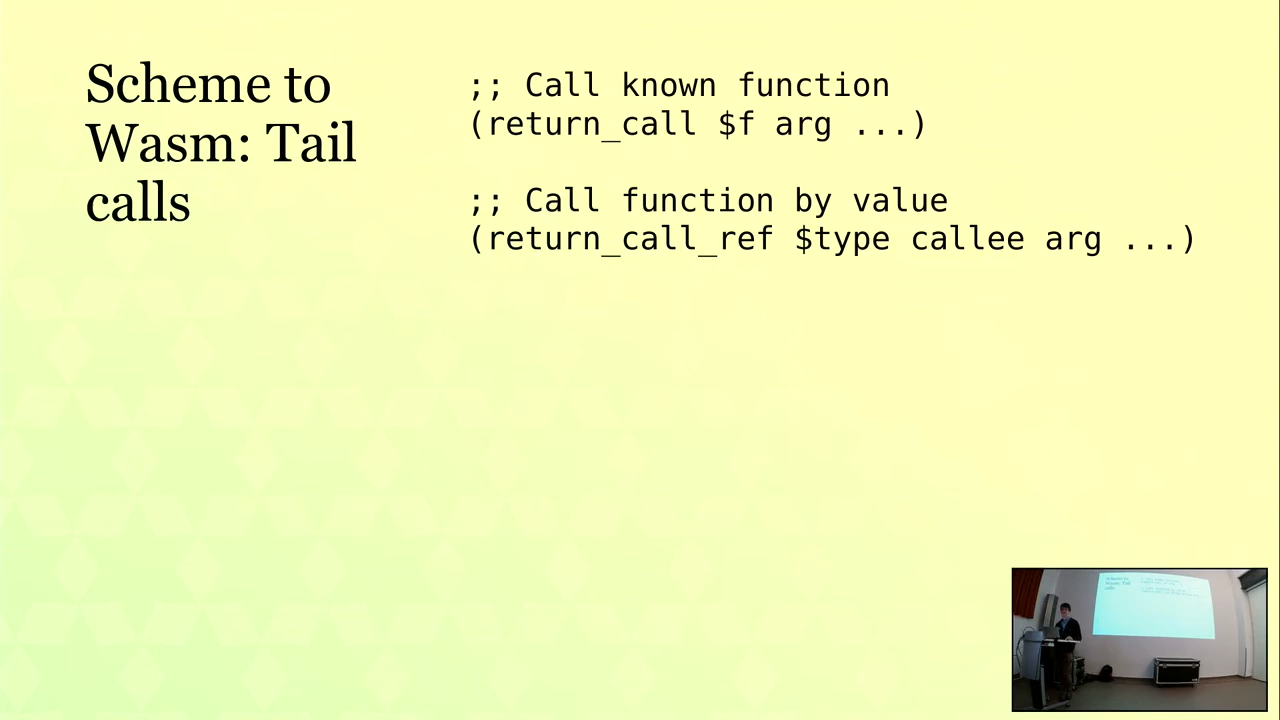 Scheme to
Wasm: Tail
calls
;; Call known function
(return_call $f arg ...)
;; Call function by value
(return_call_ref $type callee arg ...)